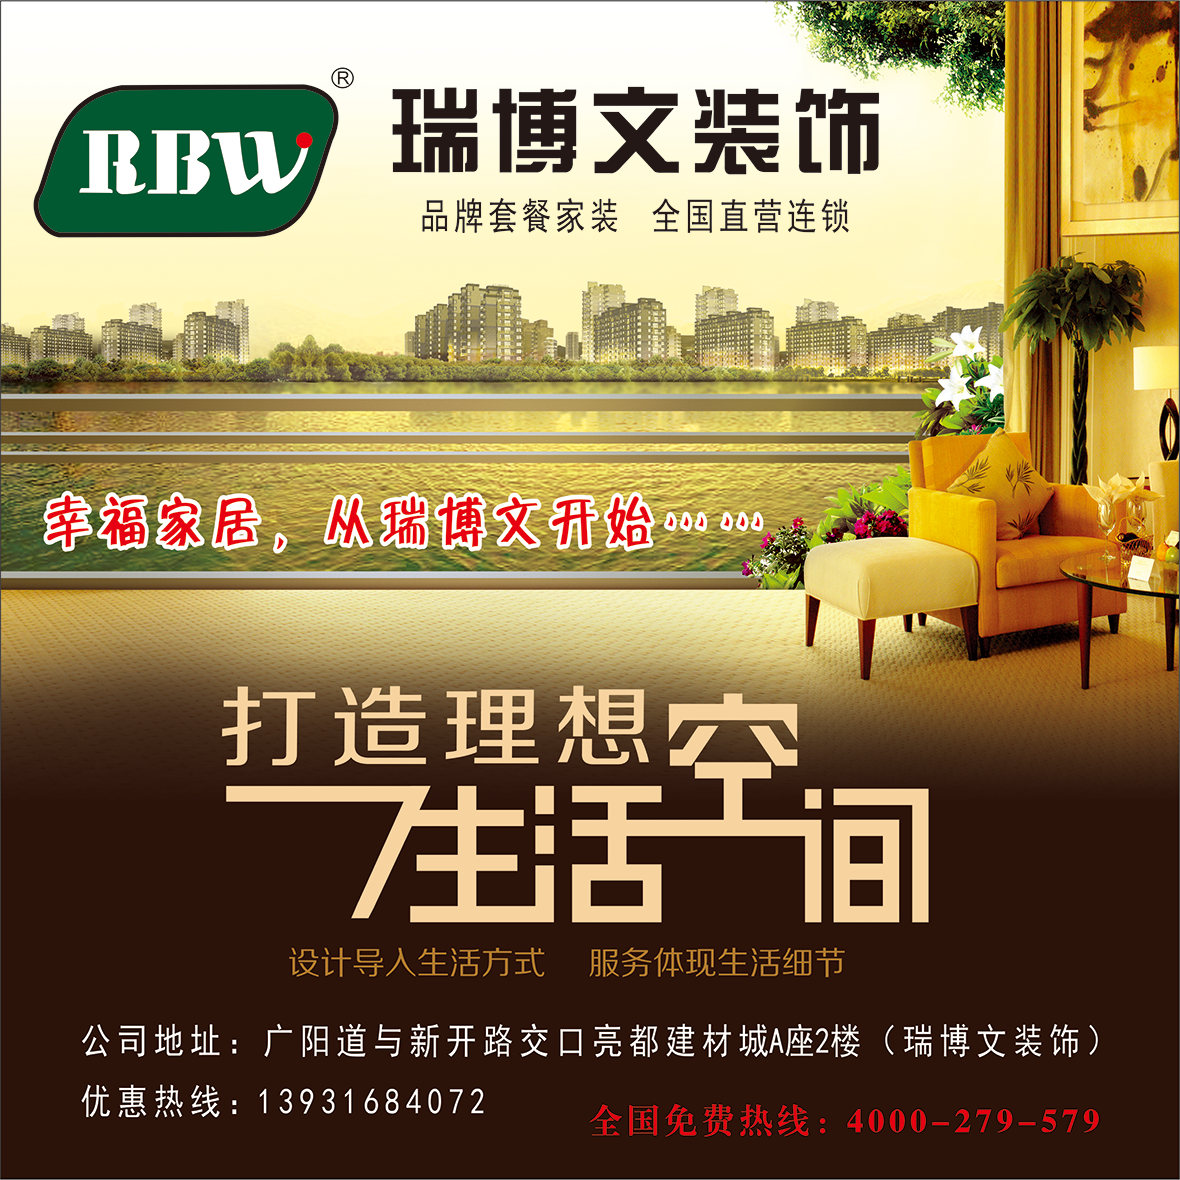 RBW®
瑞博文装饰
品牌套餐家装 全国直营连锁
幸福家居，从瑞博文开始……
打造理想
生活空间
设计导入生活方式 服务体现生活细节
公司地址：广阳道与新开路交口亮都建材城A座2楼（瑞博文装饰）
优惠热线：13931684072
全国免费热线：4000-279-579